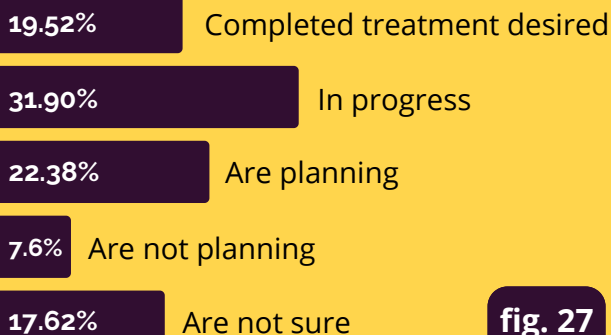 19.52% Completed treatment desired
31.90% In progress
22.38% Are planning
7.6% Are not planning
17.62% Are not sure
fig. 27